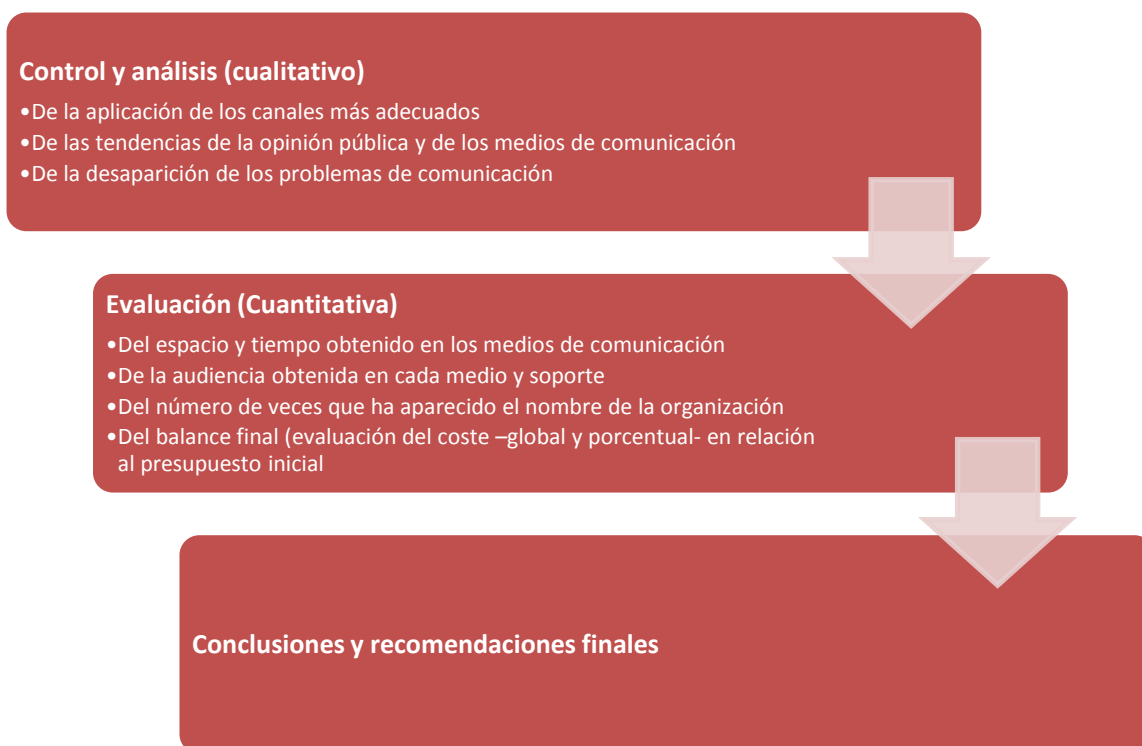 Control y análisis (cualitativo)
•De la aplicación de los canales más adecuados
•De las tendencias de la opinión pública y de los medios de comunicación
•De la desaparición de los problemas de comunicación
Evaluación (Cuantitativa)
•Del espacio y tiempo obtenido en los medios de comunicación
•De la audiencia obtenida en cada medio y soporte
•Del número de veces que ha aparecido el nombre de la organización
•Del balance final (evaluación del coste –global y porcentual- en relación
al presupuesto inicial
Conclusiones y recomendaciones finales